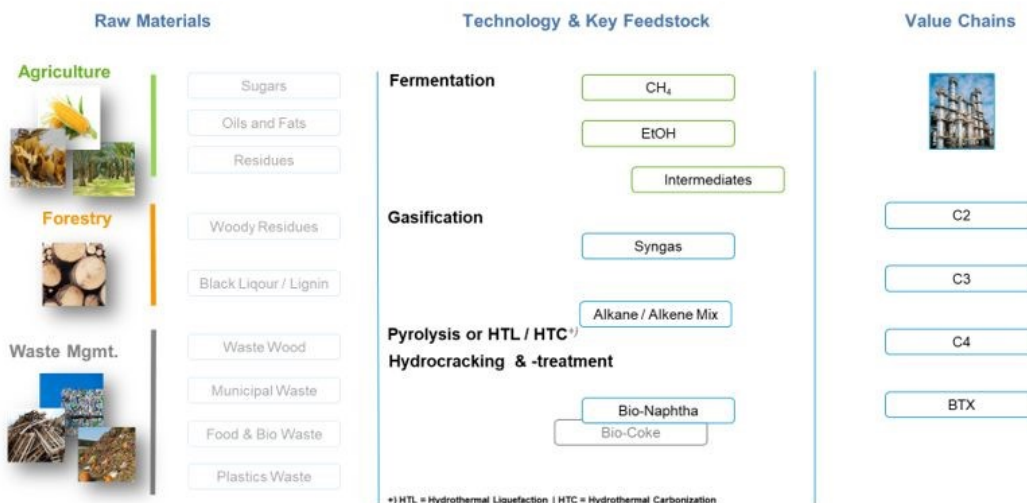 Raw Materials
Technology & Key Feedstock
Value Chains
Agriculture
Sugars
Oils and Fats
Residues
Forestry
Woody Residues
Black Liqour / Lignin
Waste Mgmt.
Waste Wood
Municipal Waste
Food & Bio Waste
Plastics Waste
Fermentation
CH₄
EtOH
Intermediates
Gasification
Syngas
Alkane / Alkene Mix
Pyrolysis or HTL / HTC⁺⁾
Hydrocracking & -treatment
Bio-Naphtha
Bio-Coke
+) HTL = Hydrothermal Liquefaction | HTC = Hydrothermal Carbonization
C2
C3
C4
BTX